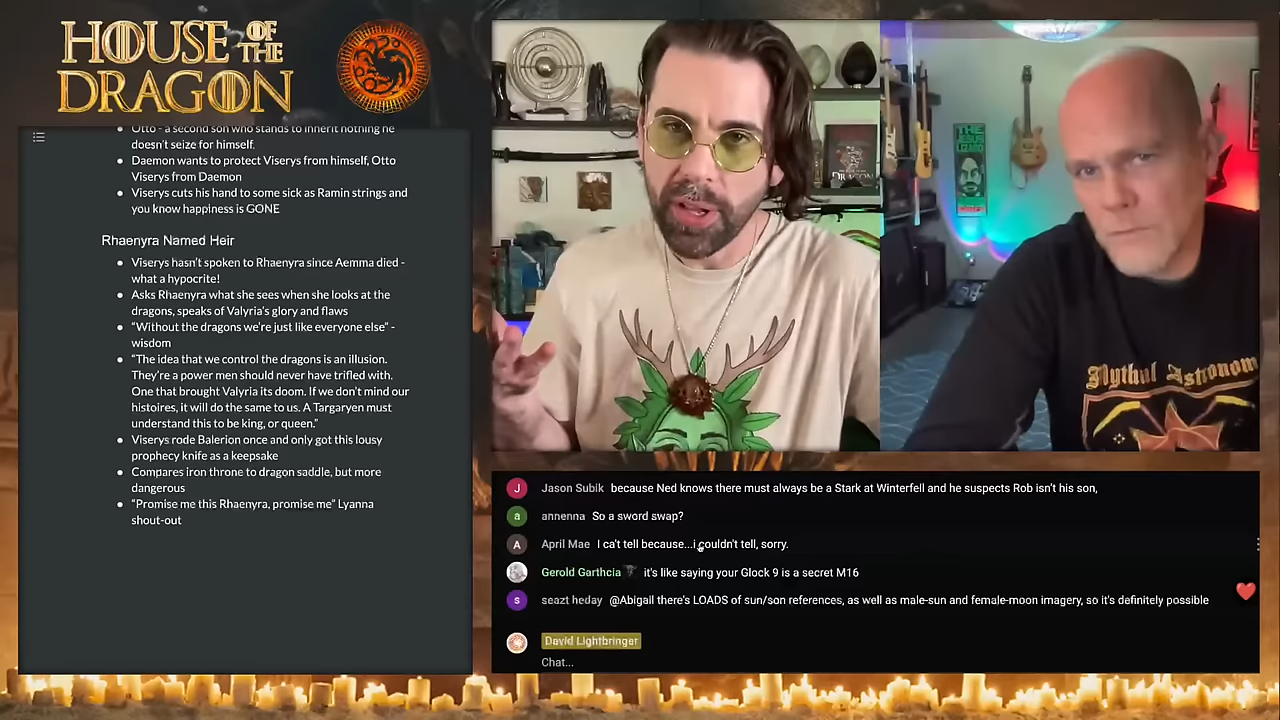 HOUSE OF THE
DRAGON
Otto - a second son who stands to inherit nothing he
doesn't seize for himself.
Daemon wants to protect Viserys from himself, Otto
Viserys from Daemon
Viserys cuts his hand to some sick as Ramin strings and
you know happiness is GONE
Rhaenyra Named Heir
Viserys hasn't spoken to Rhaenyra since Aemma died -
what a hypocrite!
Asks Rhaenyra what she sees when she looks at the
dragons, speaks of Valyria's glory and flaws
"Without the dragons we're just like everyone else" -
wisdom
"The idea that we control the dragons is an illusion.
They're a power men should never have trifled with.
One that brought Valyria its doom. If we don't mind our
histoires, it will do the same to us. A Targaryen must
understand this to be king, or queen."
Viserys rode Balerion once and only got this lousy
prophecy knife as a keepsake
Compares iron throne to dragon saddle, but more
dangerous
"Promise me this Rhaenyra, promise me" Lyanna
shout-out
DRAGON
THE
JESUS
LIZARD
Mythul Astronom
J Jason Subik because Ned knows there must always be a Stark at Winterfell and he suspects Rob isn't his son,
a annenna So a sword swap?
A April Mae I ca't tell because...i couldn't tell, sorry.
Gerold Garthcia it's like saying your Glock 9 is a secret M16
s seazt heday @Abigail there's LOADS of sun/son references, as well as male-sun and female-moon imagery, so it's definitely possible
David Lightbringer
Chat...